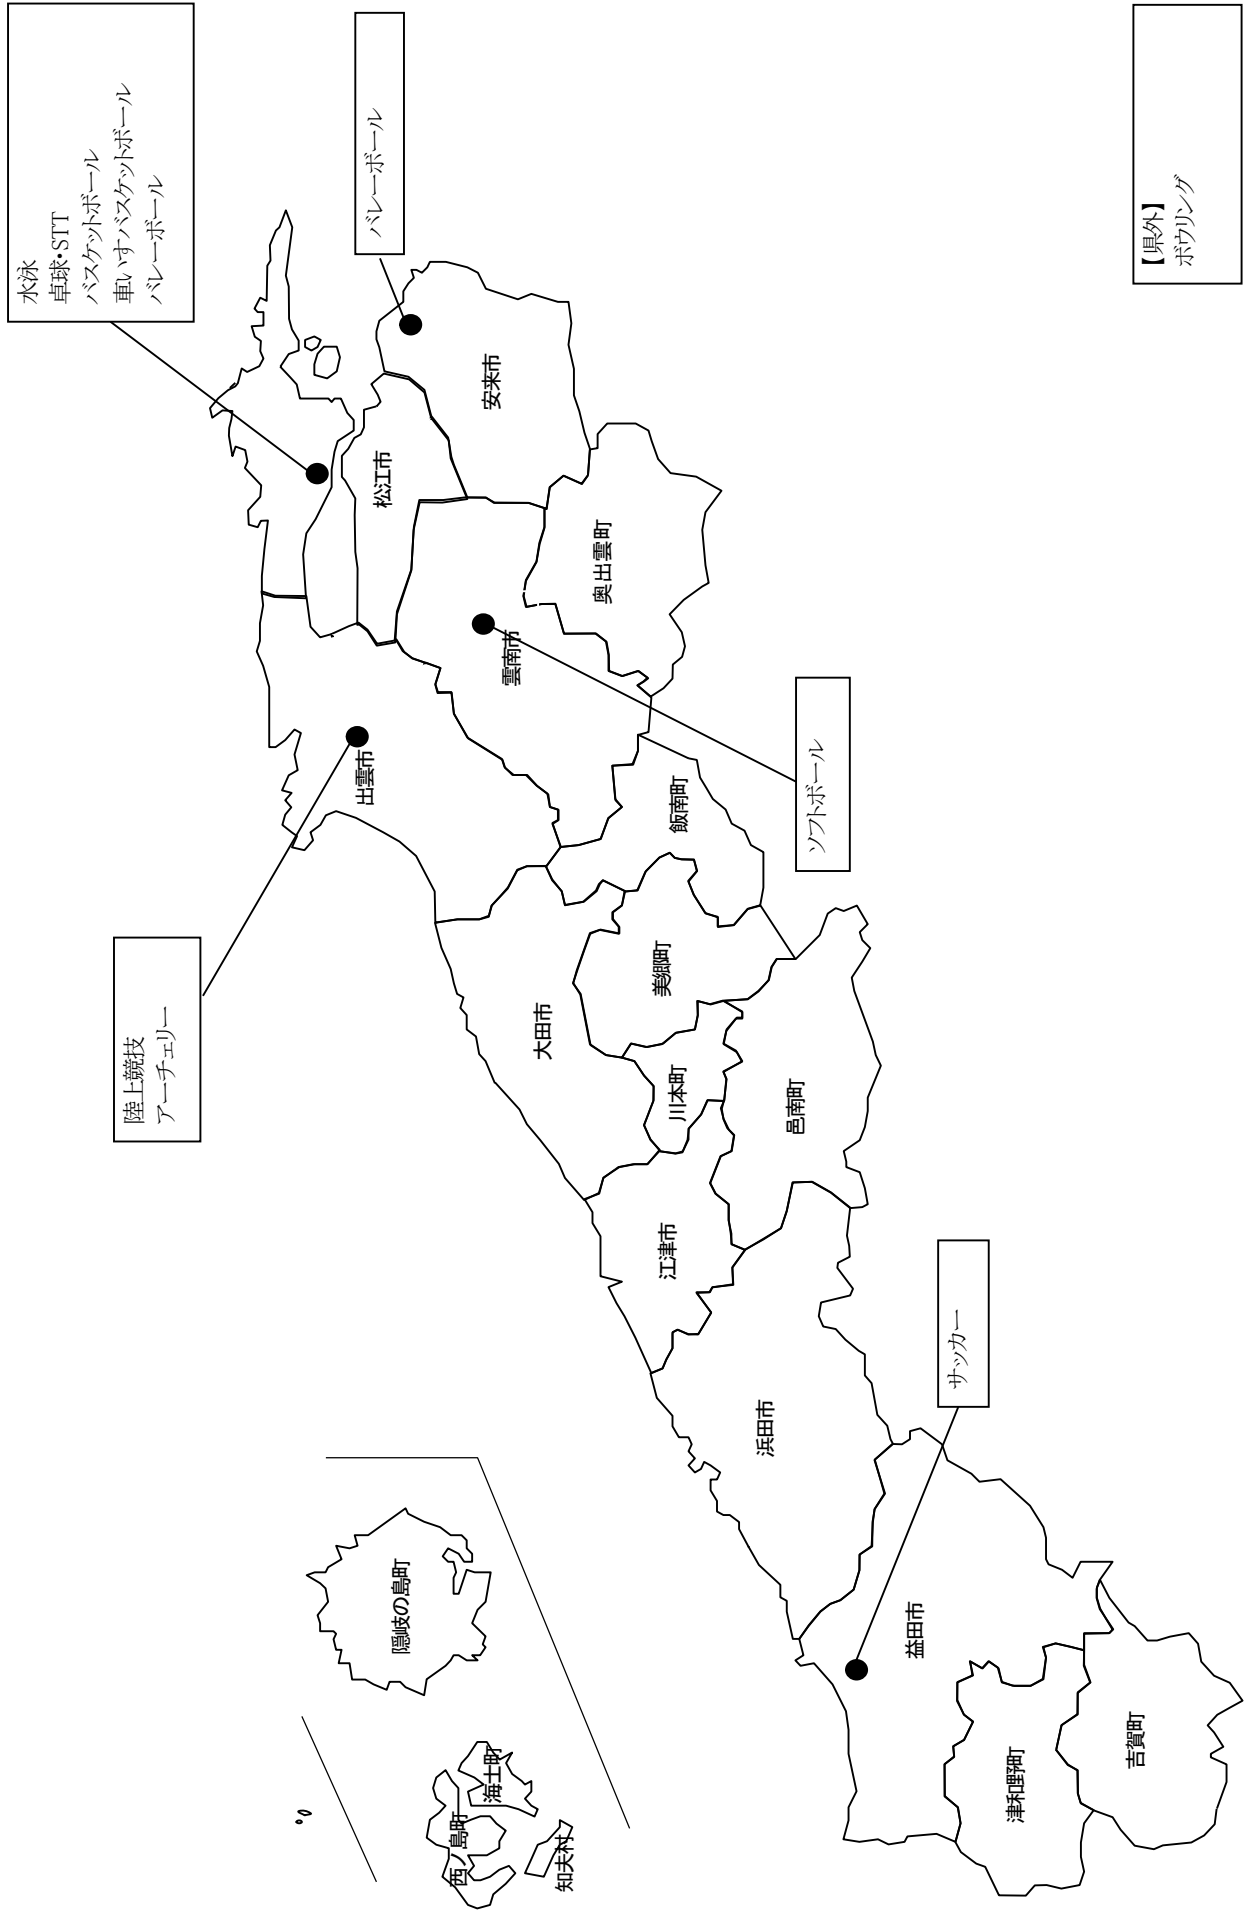 水泳
卓球・STT
バスケットボール
車いすバスケットボール
バレーボール
バレーボール
【県外】
ボウリング
陸上競技
アーチェリー
ソフトボール
サッカー
松江市
安来市
奥出雲町
雲南市
出雲市
飯南町
美郷町
大田市
川本町
邑南町
江津市
浜田市
益田市
津和野町
吉賀町
隠岐の島町
海士町
西ノ島町
知夫村